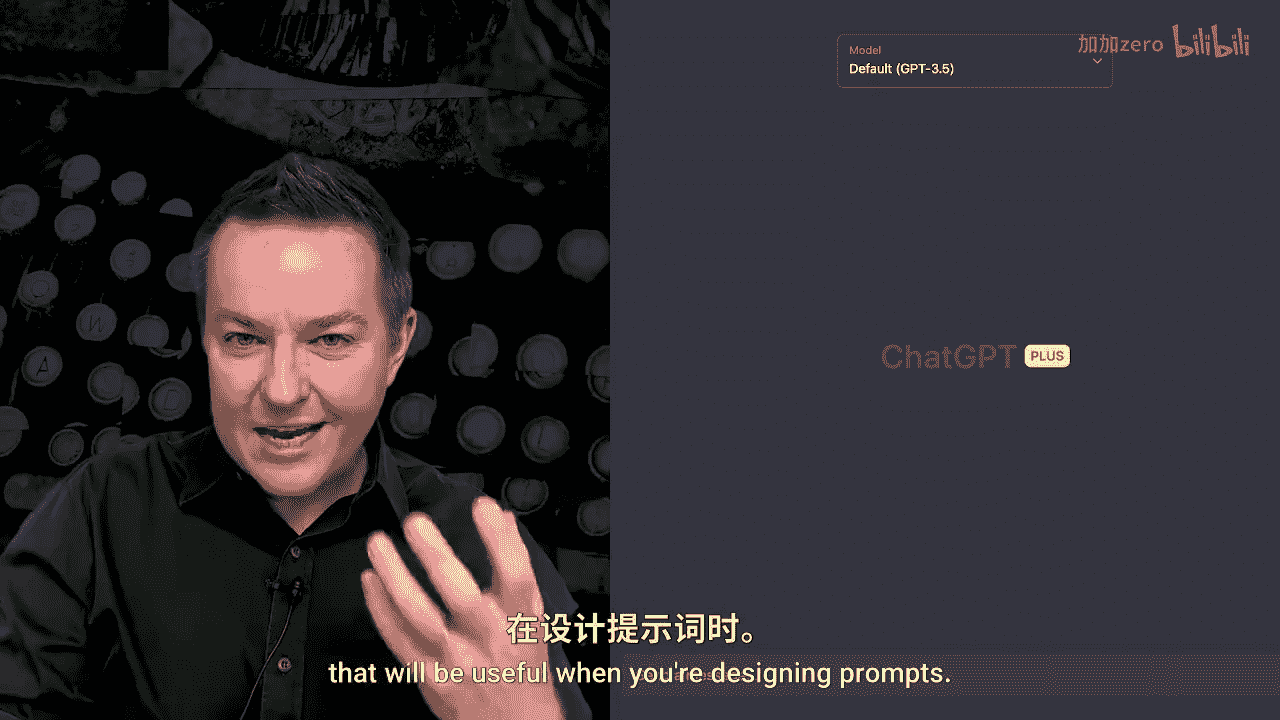 加加zero bilibili
Model
Default (GPT-3.5)
ChatGPT PLUS
在设计提示词时。
that will be useful when you're designing prompts.